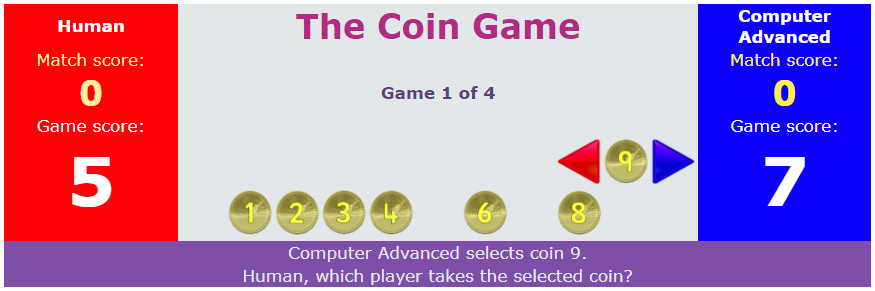 Human
Match score:
0
Game score:
5
The Coin Game
Game 1 of 4
9
1 2 3 4 6 8
Computer
Advanced
Match score:
0
Game score:
7
Computer Advanced selects coin 9.
Human, which player takes the selected coin?